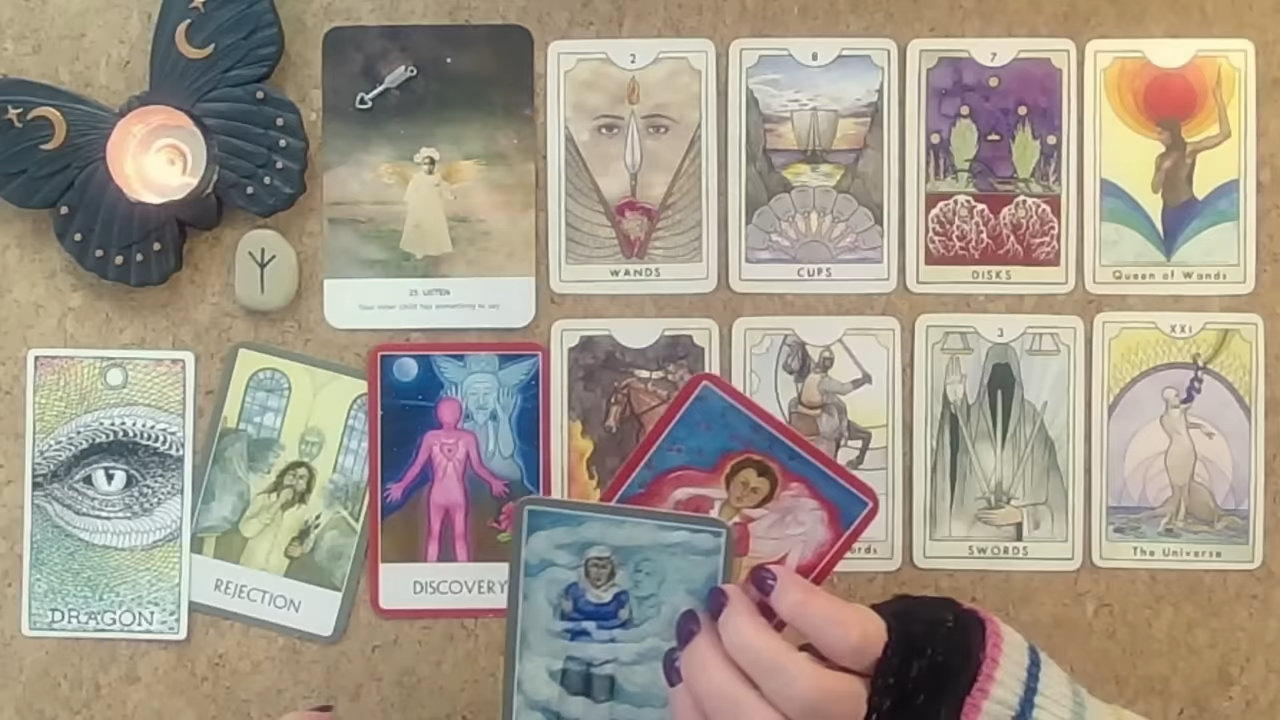 2
8
7
WANDS
CUPS
DISKS
Queen of Wands
25. LISTEN
Your inner child has something to say
3
XXI
SWORDS
The Universe
DRAGON
REJECTION
DISCOVERY
ords